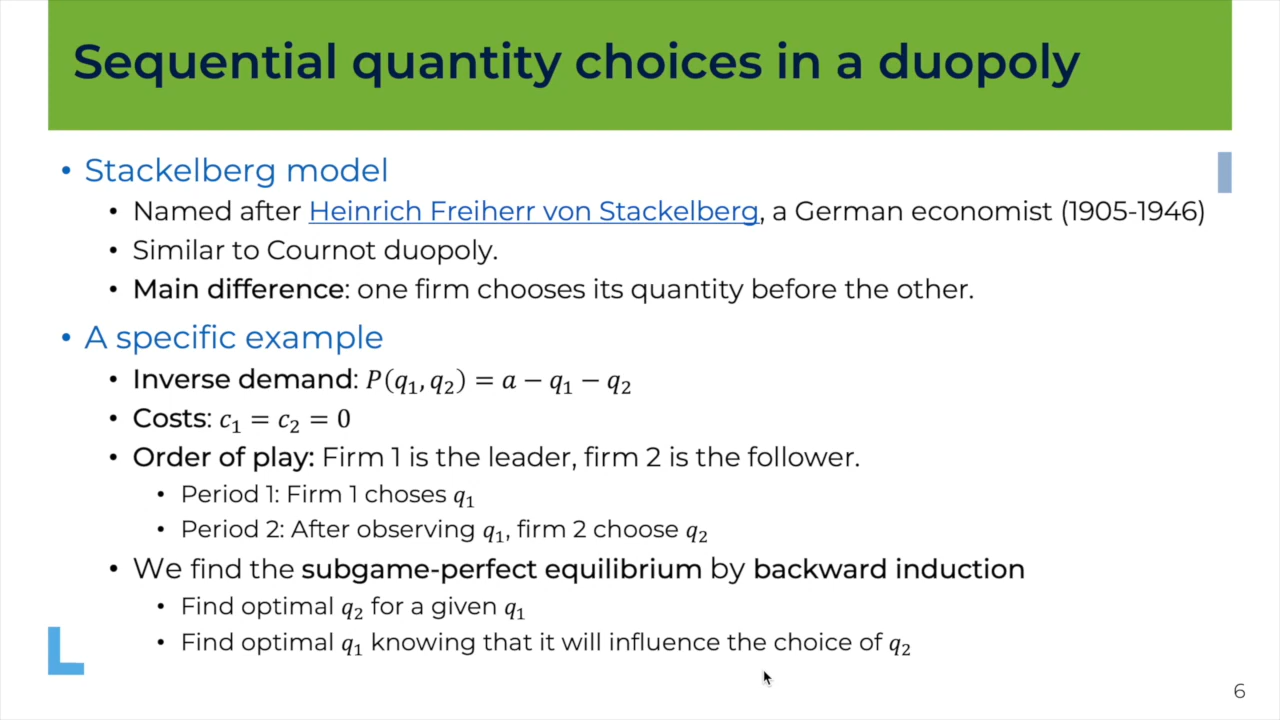 Sequential quantity choices in a duopoly
• Stackelberg model
• Named after Heinrich Freiherr von Stackelberg, a German economist (1905-1946)
• Similar to Cournot duopoly.
• Main difference: one firm chooses its quantity before the other.
• A specific example
• Inverse demand: P(q₁, q₂) = a − q₁ − q₂
• Costs: c₁ = c₂ = 0
• Order of play: Firm 1 is the leader, firm 2 is the follower.
• Period 1: Firm 1 choses q₁
• Period 2: After observing q₁, firm 2 choose q₂
• We find the subgame-perfect equilibrium by backward induction
• Find optimal q₂ for a given q₁
• Find optimal q₁ knowing that it will influence the choice of q₂
6